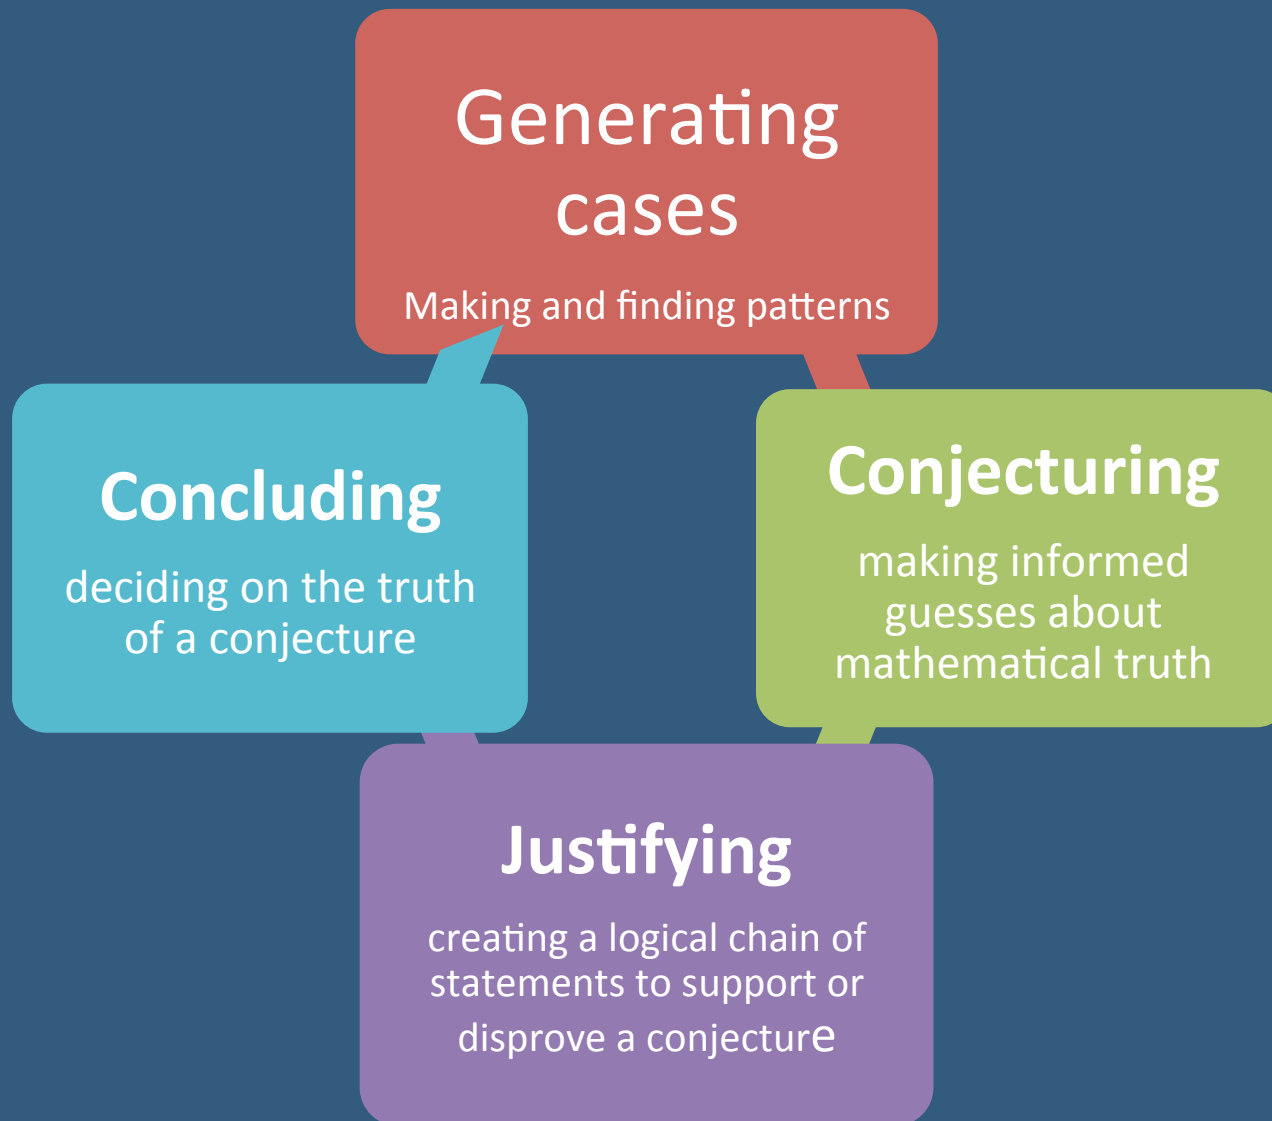 Generating
cases
Making and finding patterns
Conjecturing
making informed
guesses about
mathematical truth
Justifying
creating a logical chain of
statements to support or
disprove a conjecture
Concluding
deciding on the truth
of a conjecture